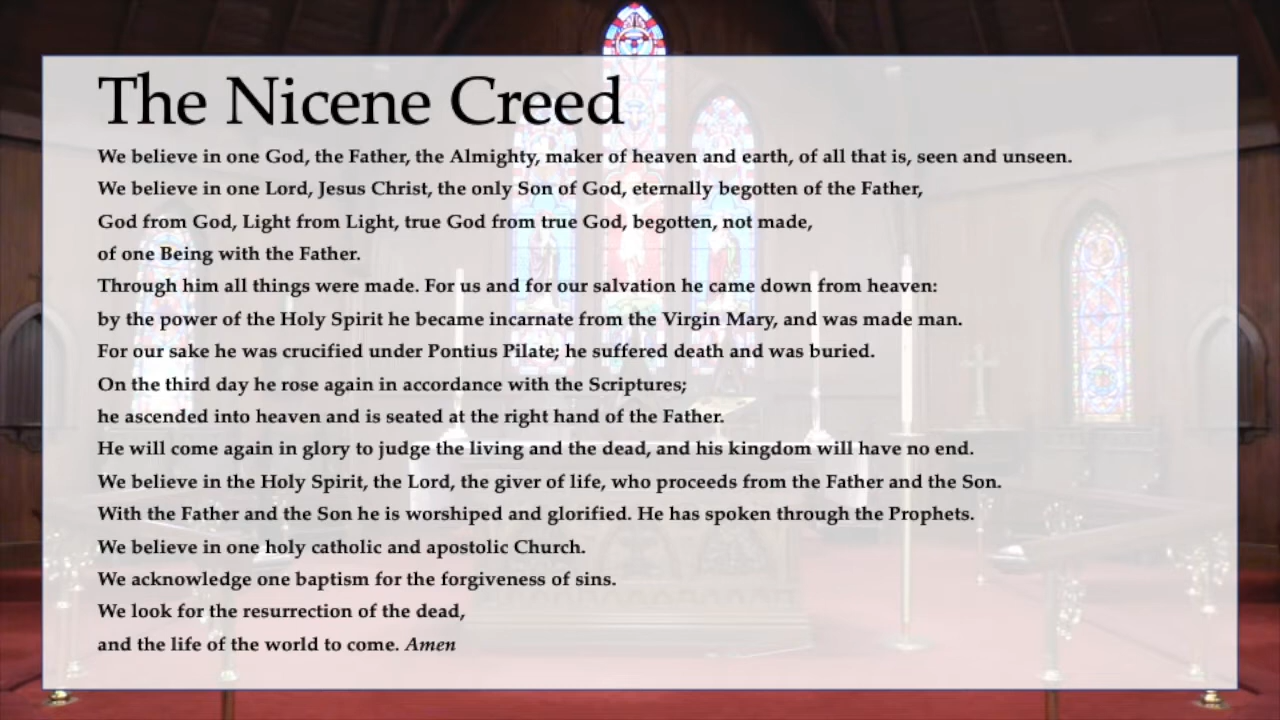 The Nicene Creed
We believe in one God, the Father, the Almighty, maker of heaven and earth, of all that is, seen and unseen.
We believe in one Lord, Jesus Christ, the only Son of God, eternally begotten of the Father,
God from God, Light from Light, true God from true God, begotten, not made,
of one Being with the Father.
Through him all things were made. For us and for our salvation he came down from heaven:
by the power of the Holy Spirit he became incarnate from the Virgin Mary, and was made man.
For our sake he was crucified under Pontius Pilate; he suffered death and was buried.
On the third day he rose again in accordance with the Scriptures;
he ascended into heaven and is seated at the right hand of the Father.
He will come again in glory to judge the living and the dead, and his kingdom will have no end.
We believe in the Holy Spirit, the Lord, the giver of life, who proceeds from the Father and the Son.
With the Father and the Son he is worshiped and glorified. He has spoken through the Prophets.
We believe in one holy catholic and apostolic Church.
We acknowledge one baptism for the forgiveness of sins.
We look for the resurrection of the dead,
and the life of the world to come. Amen